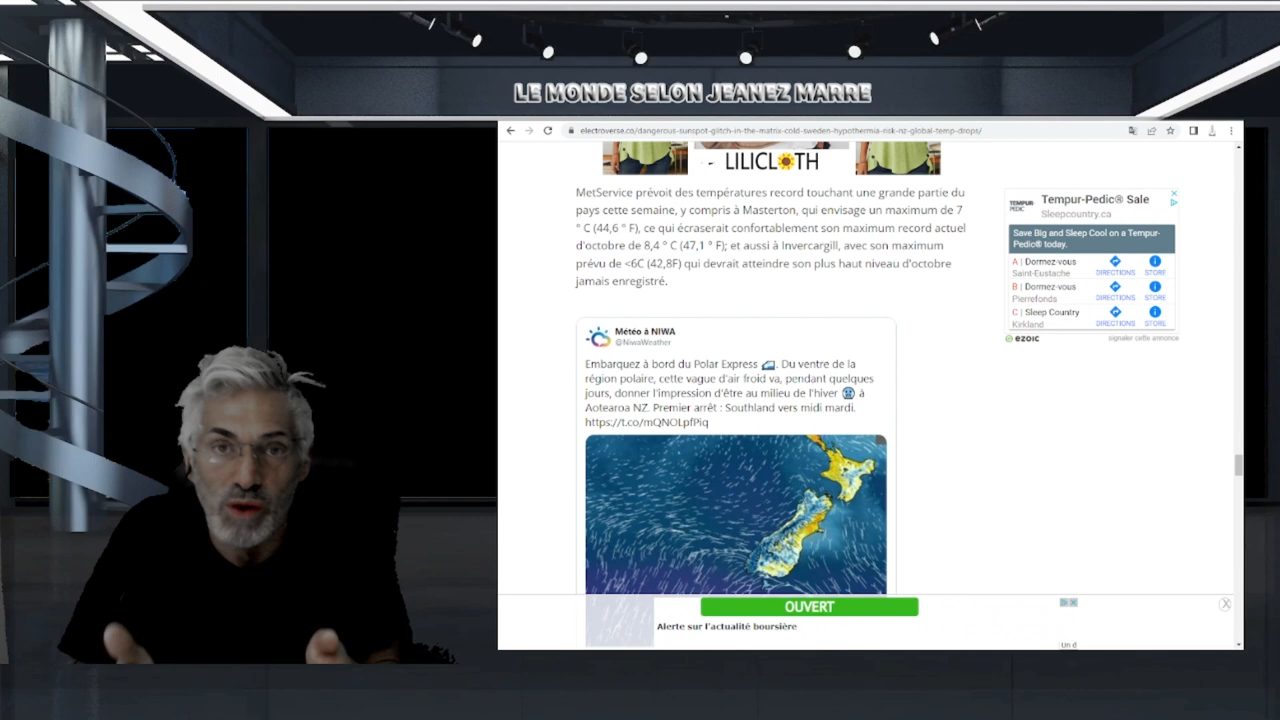 LE MONDE SELON JEANEZ MARRE
electroverse.co/dangerous-sunspot-glitch-in-the-matrix-cold-sweden-hypothermia-risk-nz-global-temp-drops/
LILICLOTH
MetService prévoit des températures record touchant une grande partie du
pays cette semaine, y compris à Masterton, qui envisage un maximum de 7
° C (44,6 ° F), ce qui écraserait confortablement son maximum record actuel
d'octobre de 8,4 ° C (47,1 ° F); et aussi à Invercargill, avec son maximum
prévu de <6C (42,8F) qui devrait atteindre son plus haut niveau d'octobre
jamais enregistré.
Météo à NIWA
@NiwaWeather
Embarquez à bord du Polar Express 🚄. Du ventre de la
région polaire, cette vague d'air froid va, pendant quelques
jours, donner l'impression d'être au milieu de l'hiver 🥶 à
Aotearoa NZ. Premier arrêt : Southland vers midi mardi.
https://t.co/mQNOLpfPiq
TEMPUR-
PEDIC
Tempur-Pedic® Sale
Sleepcountry.ca
Save Big and Sleep Cool on a Tempur-
Pedic® today.
A | Dormez-vous
Saint-Eustache
DIRECTIONS STORE
B | Dormez-vous
Pierrefonds
DIRECTIONS STORE
C | Sleep Country
Kirkland
DIRECTIONS STORE
ezoic
signaler cette annonce
OUVERT
Alerte sur l'actualité boursière
Un d